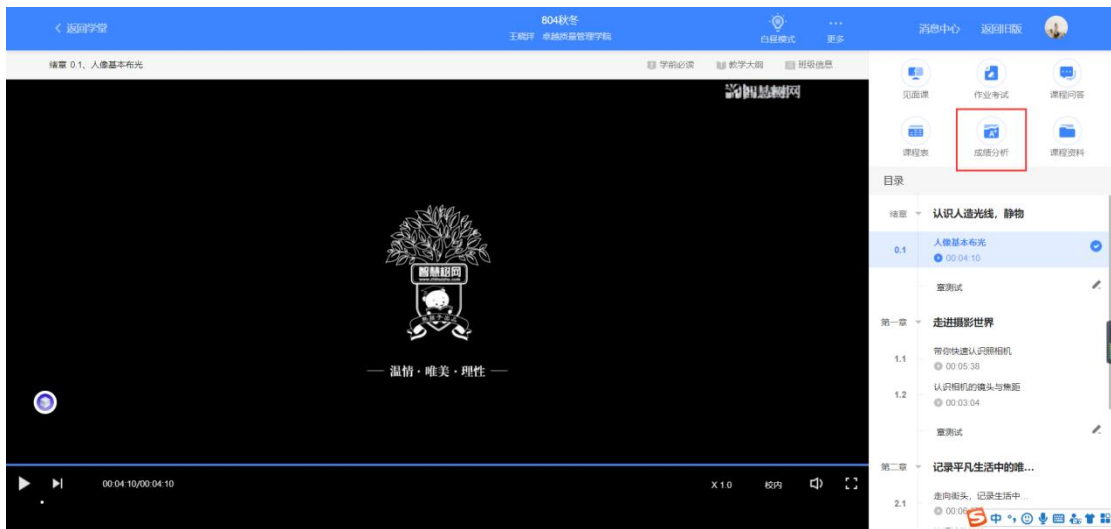 < 返回学堂
804秋冬
王晓洋 卓越质量管理学院
白昼模式
更多
消息中心
返回旧版
绪章 0.1、人像基本布光
学前必读
教学大纲
班级信息
智慧树网
智慧树网
www.zhihuishu.com
— 温情·唯美·理性 —
00:04:10/00:04:10
X 1.0
校内
见面课
作业考试
课程问答
课程表
成绩分析
课程资料
目录
绪章
认识人造光线，静物
0.1
人像基本布光
00:04:10
章测试
第一章
走进摄影世界
1.1
带你快速认识照相机
00:05:38
1.2
认识相机的镜头与焦距
00:03:04
章测试
第二章
记录平凡生活中的唯...
2.1
走向街头，记录生活中...
00:06
中